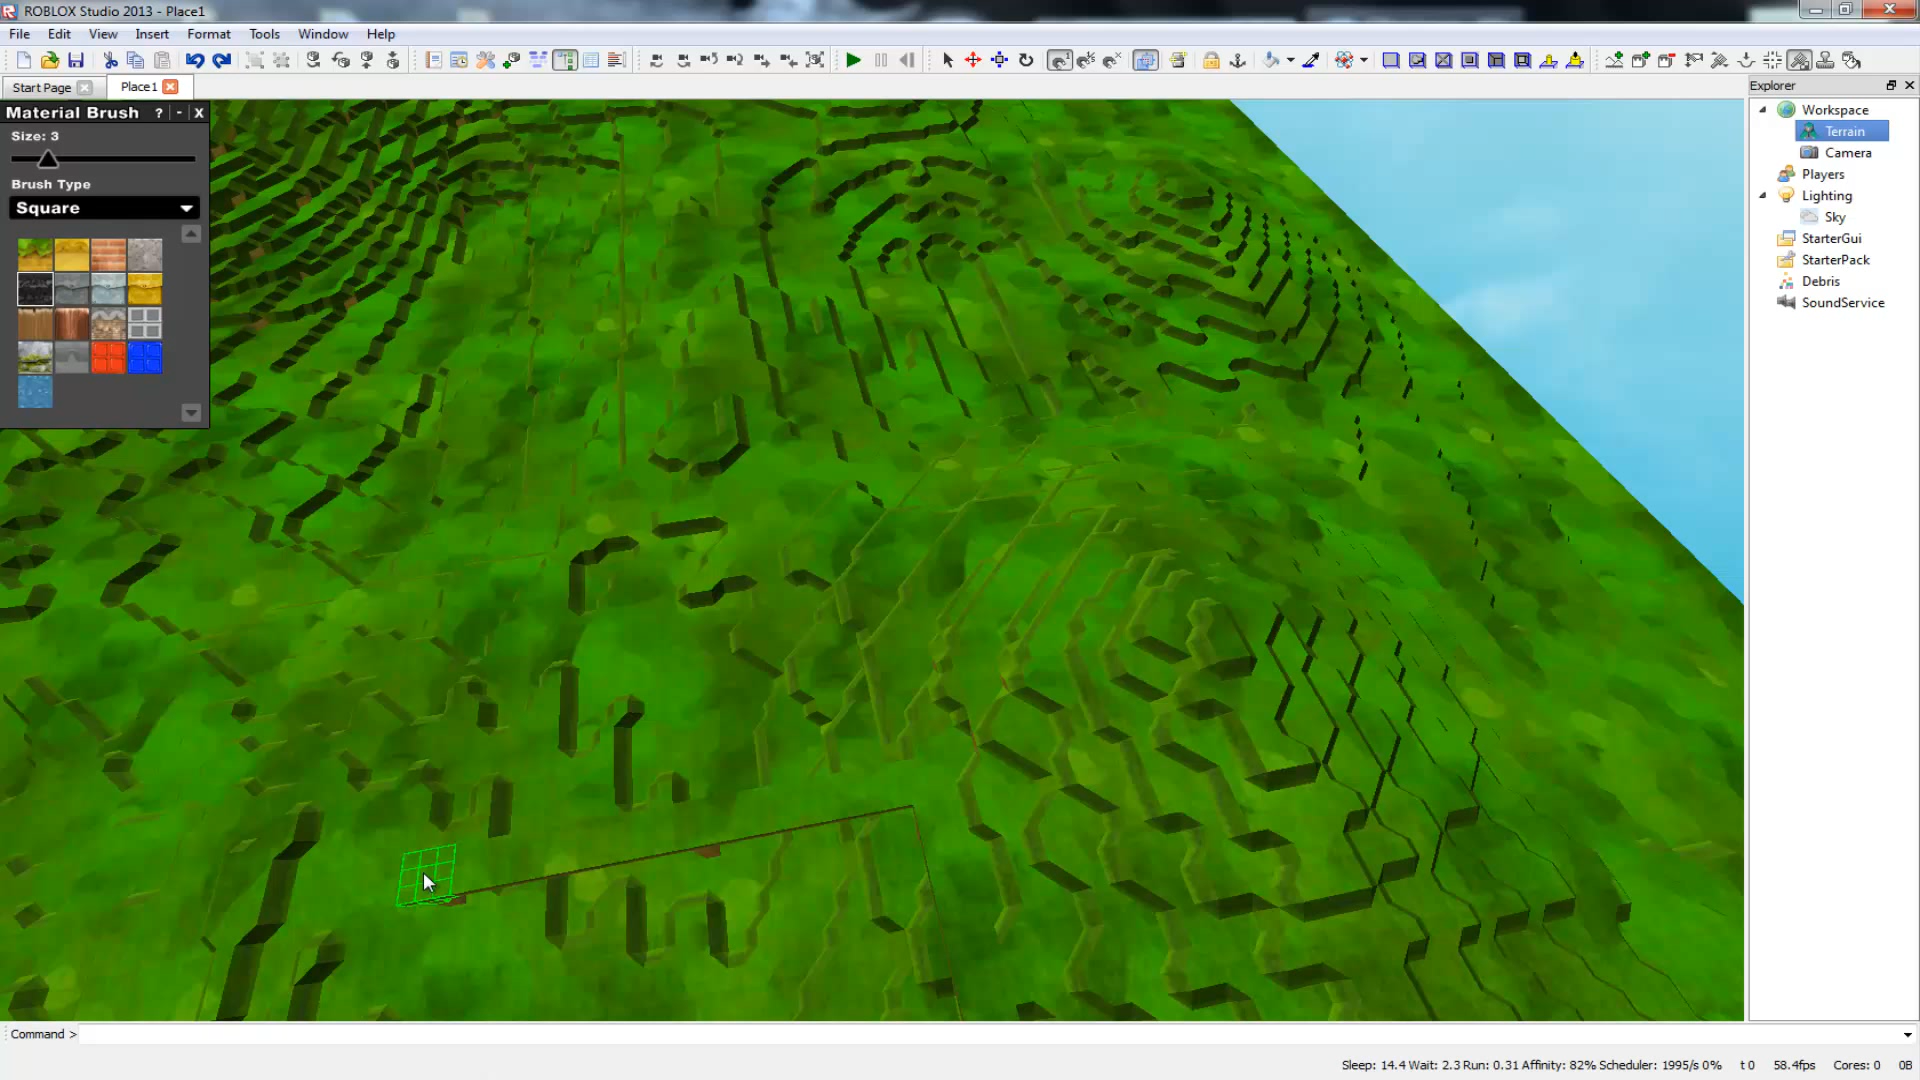 ROBLOX Studio 2013 - Place1
File Edit View Insert Format Tools Window Help
Start Page Place1
Explorer
Material Brush ? - X
Size: 3
Brush Type
Square
Workspace
Terrain
Camera
Players
Lighting
Sky
StarterGui
StarterPack
Debris
SoundService
Command >
Sleep: 14.4 Wait: 2.3 Run: 0.31 Affinity: 82% Scheduler: 1995/s 0% t 0 58.4fps Cores: 0 0B